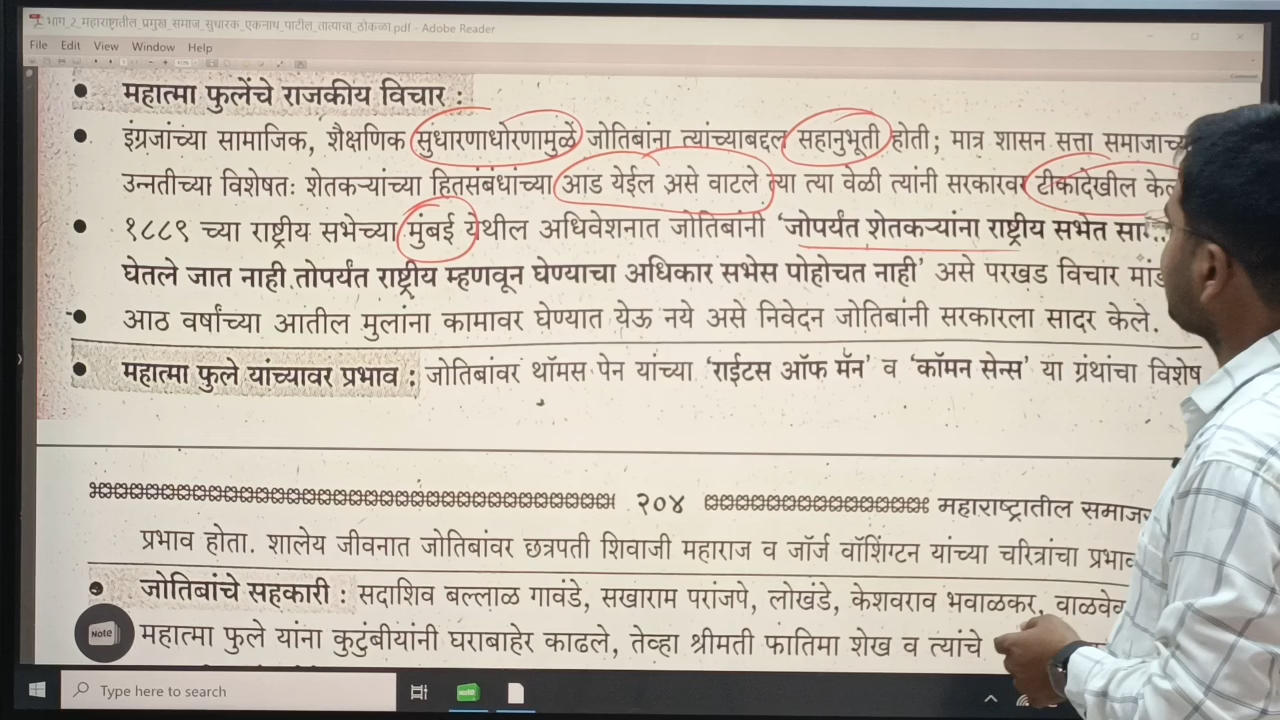 भाग_2_महाराष्ट्रातील_प्रमुख_समाज_सुधारक_एकनाथ_पाटील_तात्याचा_ठोकळा.pdf - Adobe Reader
File Edit View Window Help
Comment
• महात्मा फुलेंचे राजकीय विचार :
• इंग्रजांच्या सामाजिक, शैक्षणिक सुधारणाधोरणामुळे जोतिबांना त्यांच्याबद्दल सहानुभूती होती; मात्र शासन सत्ता समाजाच्या
उन्नतीच्या विशेषतः शेतकऱ्यांच्या हितसंबंधांच्या आड येईल असे वाटले त्या त्या वेळी त्यांनी सरकारवर टीकादेखील केल
• १८८९ च्या राष्ट्रीय सभेच्या मुंबई येथील अधिवेशनात जोतिबांनी ‘जोपर्यंत शेतकऱ्यांना राष्ट्रीय सभेत सा
घेतले जात नाही तोपर्यंत राष्ट्रीय म्हणवून घेण्याचा अधिकार सभेस पोहोचत नाही’ असे परखड विचार मांड
• आठ वर्षांच्या आतील मुलांना कामावर घेण्यात येऊ नये असे निवेदन जोतिबांनी सरकारला सादर केले.
• महात्मा फुले यांच्यावर प्रभाव : जोतिबांवर थॉमस पेन यांच्या ‘राईटस ऑफ मॅन’ व ‘कॉमन सेन्स’ या ग्रंथांचा विशेष
२०४ महाराष्ट्रातील समाज
प्रभाव होता. शालेय जीवनात जोतिबांवर छत्रपती शिवाजी महाराज व जॉर्ज वॉशिंग्टन यांच्या चरित्रांचा प्रभाव
• जोतिबांचे सहकारी : सदाशिव बल्लाळ गावंडे, सखाराम परांजपे, लोखंडे, केशवराव भवाळकर, वाळवेव
महात्मा फुले यांना कुटुंबीयांनी घराबाहेर काढले, तेव्हा श्रीमती फातिमा शेख व त्यांचे
Note
Type here to search
note